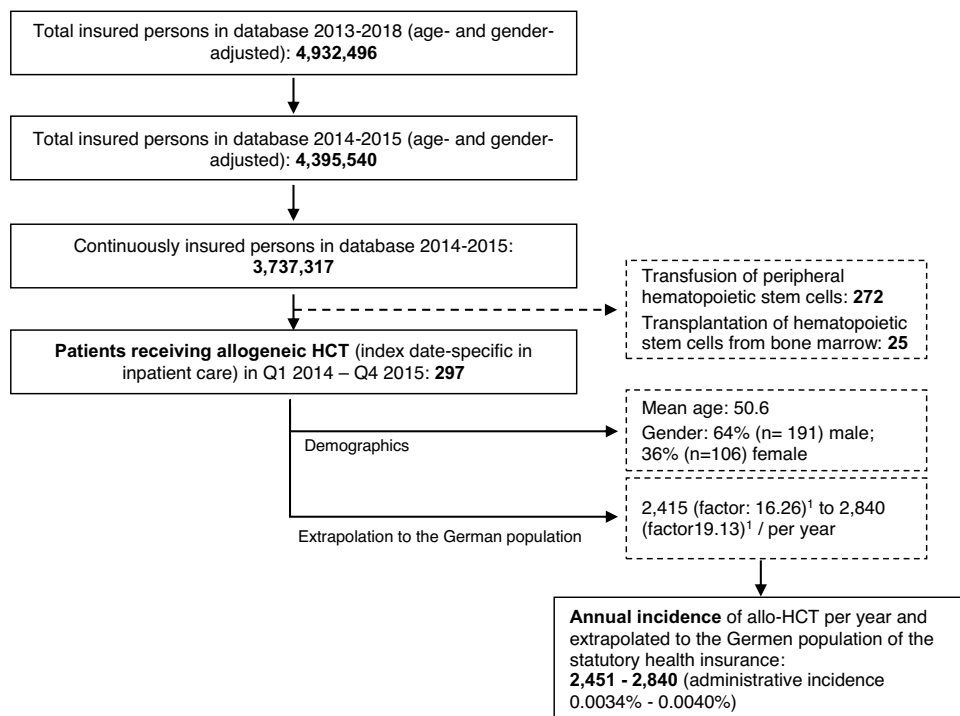 Total insured persons in database 2013-2018 (age- and gender-
adjusted): 4,932,496
Total insured persons in database 2014-2015 (age- and gender-
adjusted): 4,395,540
Continuously insured persons in database 2014-2015:
3,737,317
Transfusion of peripheral
hematopoietic stem cells: 272
Transplantation of hematopoietic
stem cells from bone marrow: 25
Patients receiving allogeneic HCT (index date-specific in
inpatient care) in Q1 2014 – Q4 2015: 297
Mean age: 50.6
Gender: 64% (n= 191) male;
36% (n=106) female
Demographics
2,415 (factor: 16.26)¹ to 2,840
(factor19.13)¹ / per year
Extrapolation to the German population
Annual incidence of allo-HCT per year and
extrapolated to the Germen population of the
statutory health insurance:
2,451 - 2,840 (administrative incidence
0.0034% - 0.0040%)